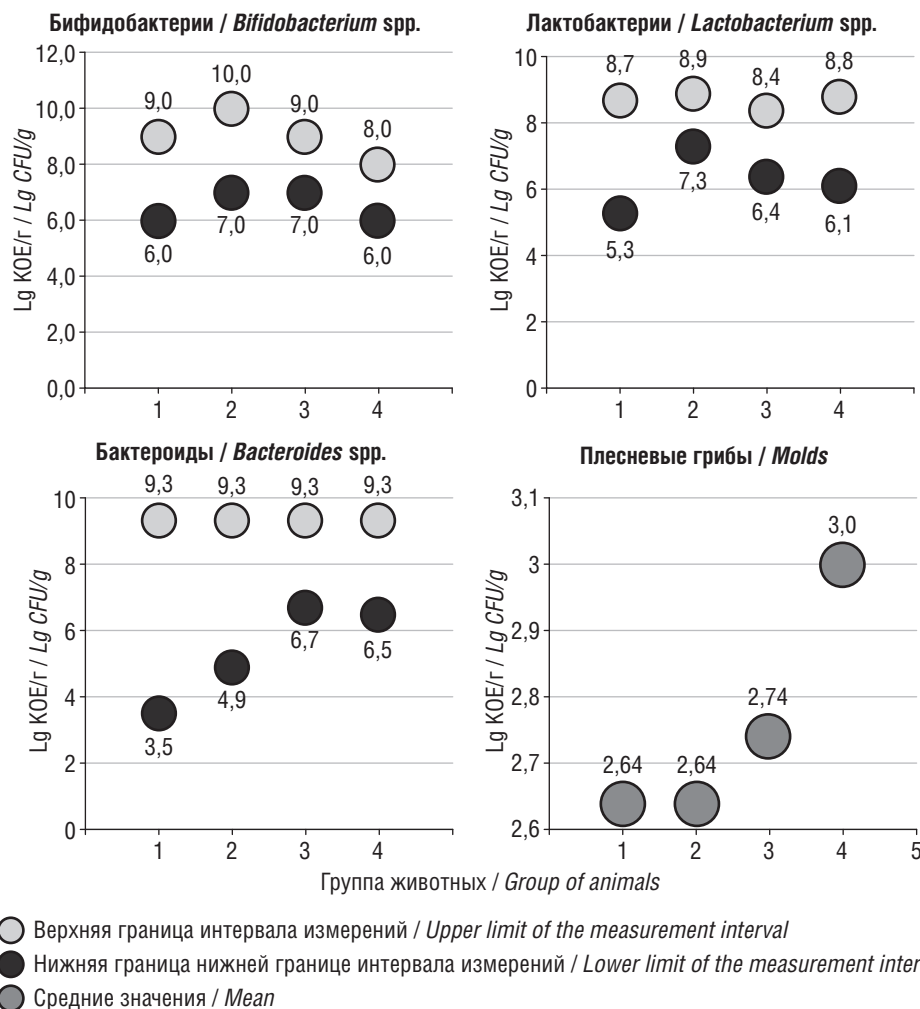 Бифидобактерии / Bifidobacterium spp.
Lg КОЕ/г / Lg CFU/g
12,0
10,0
8,0
6,0
4,0
2,0
0,0
9,0
10,0
9,0
8,0
6,0
7,0
7,0
6,0
1 2 3 4
Лактобактерии / Lactobacterium spp.
Lg КОЕ/г / Lg CFU/g
10
8
6
4
2
0
8,7
8,9
8,4
8,8
5,3
7,3
6,4
6,1
1 2 3 4
Бактероиды / Bacteroides spp.
Lg КОЕ/г / Lg CFU/g
10
8
6
4
2
0
9,3 9,3 9,3 9,3
3,5
4,9
6,7
6,5
1 2 3 4
Плесневые грибы / Molds
Lg КОЕ/г / Lg CFU/g
3,1
3
2,9
2,8
2,7
2,6
2,64
2,64
2,74
3,0
1 2 3 4 5
Группа животных / Group of animals
Верхняя граница интервала измерений / Upper limit of the measurement interval
Нижняя граница нижней границе интервала измерений / Lower limit of the measurement inter
Средние значения / Mean